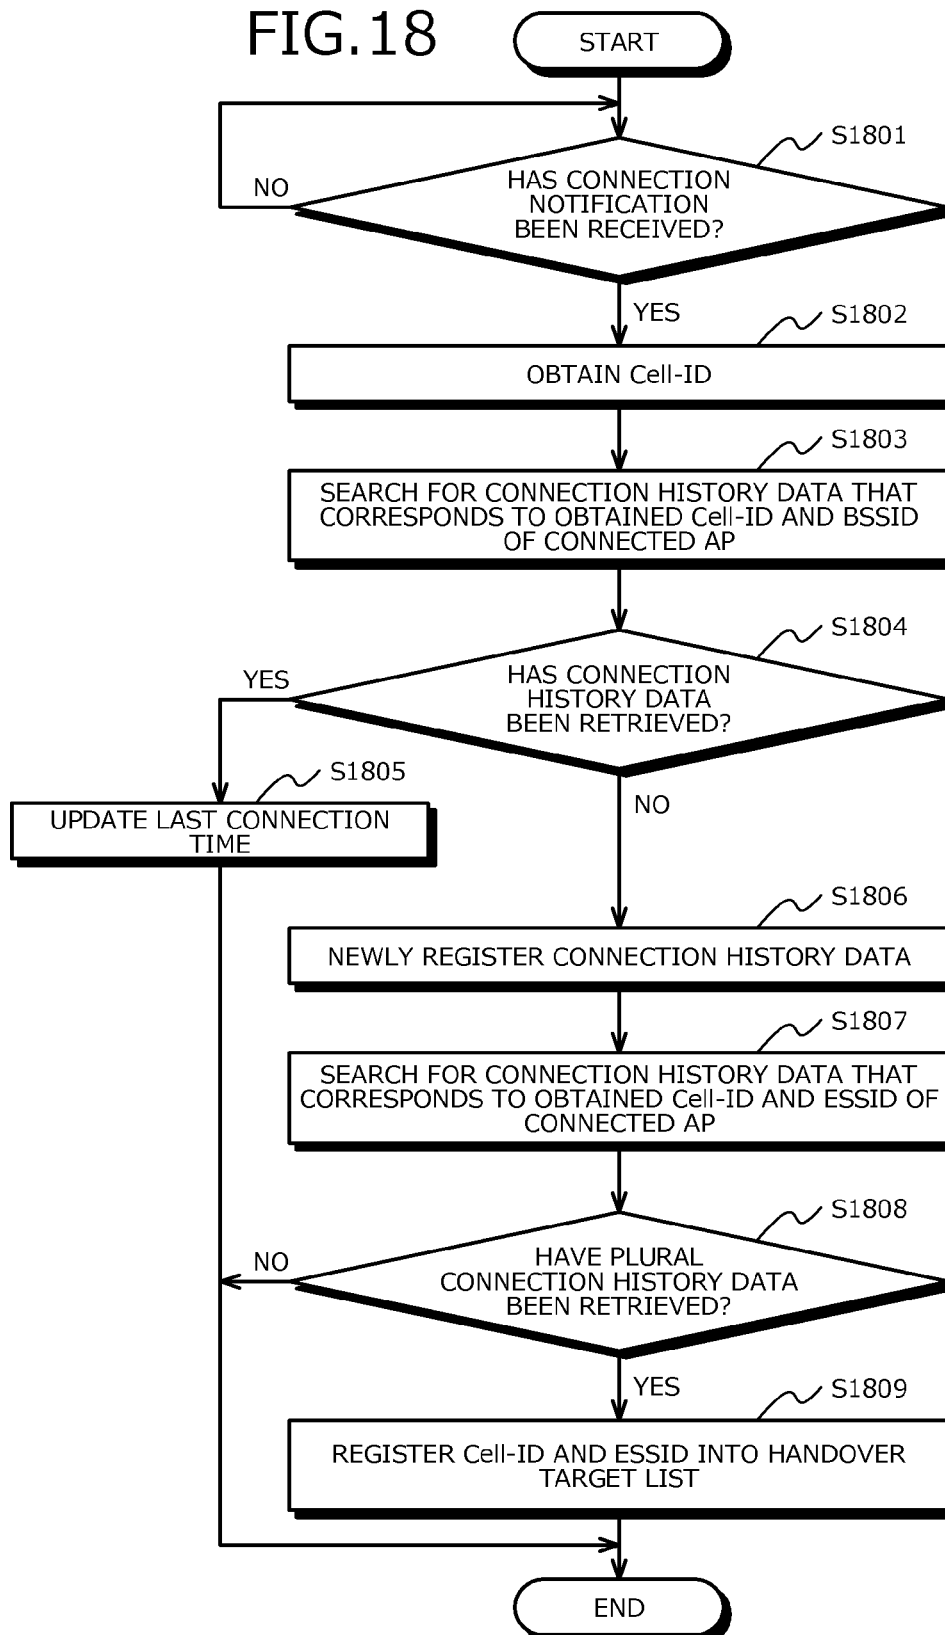 FIG.18
START
S1801
HAS CONNECTION
NOTIFICATION
BEEN RECEIVED?
NO
YES
S1802
OBTAIN Cell-ID
S1803
SEARCH FOR CONNECTION HISTORY DATA THAT
CORRESPONDS TO OBTAINED Cell-ID AND BSSID
OF CONNECTED AP
S1804
HAS CONNECTION
HISTORY DATA
BEEN RETRIEVED?
YES
NO
S1805
UPDATE LAST CONNECTION
TIME
S1806
NEWLY REGISTER CONNECTION HISTORY DATA
S1807
SEARCH FOR CONNECTION HISTORY DATA THAT
CORRESPONDS TO OBTAINED Cell-ID AND ESSID OF
CONNECTED AP
S1808
HAVE PLURAL
CONNECTION HISTORY DATA
BEEN RETRIEVED?
NO
YES
S1809
REGISTER Cell-ID AND ESSID INTO HANDOVER
TARGET LIST
END